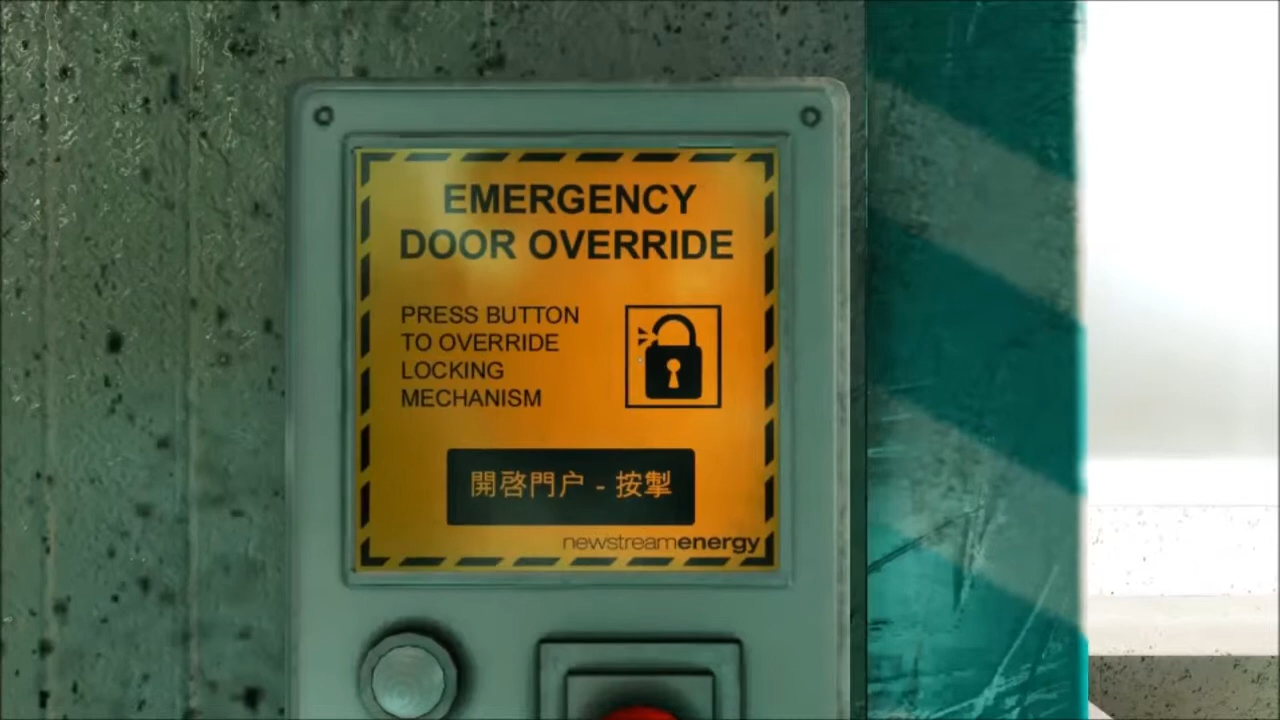 EMERGENCY
DOOR OVERRIDE
PRESS BUTTON
TO OVERRIDE
LOCKING
MECHANISM
開啓門户 - 按掣
newstreamenergy